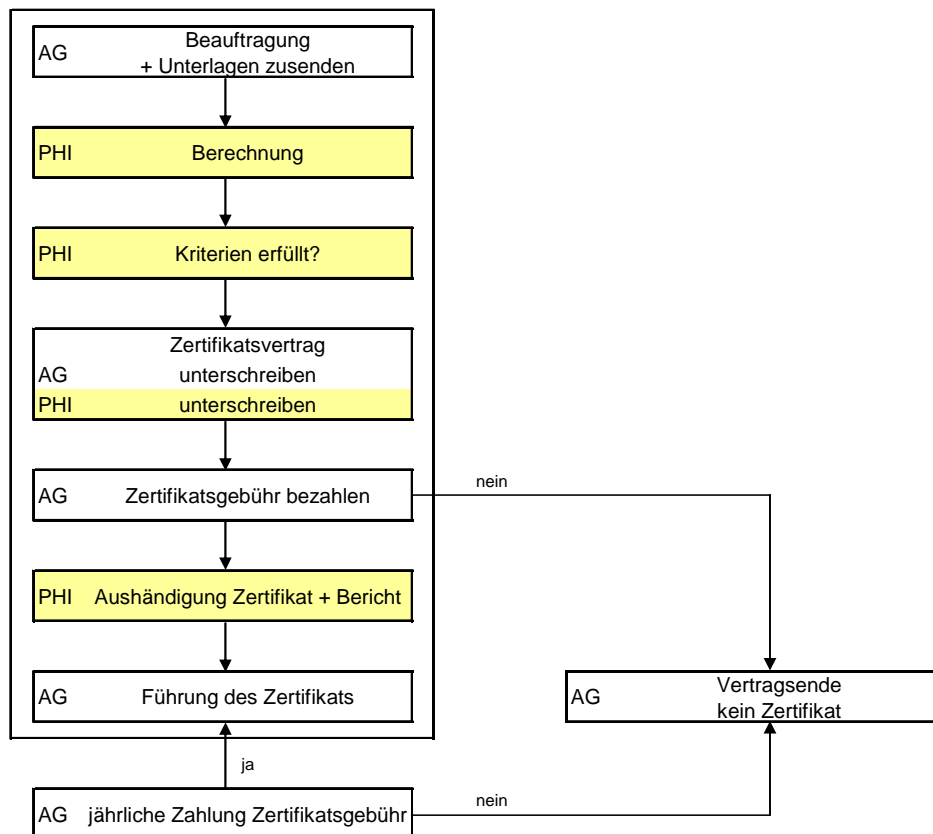 AG Beauftragung
+ Unterlagen zusenden
PHI Berechnung
PHI Kriterien erfüllt?
Zertifikatsvertrag
AG unterschreiben
PHI unterschreiben
AG Zertifikatsgebühr bezahlen
nein
PHI Aushändigung Zertifikat + Bericht
AG Führung des Zertifikats
AG Vertragsende
kein Zertifikat
ja
AG jährliche Zahlung Zertifikatsgebühr
nein